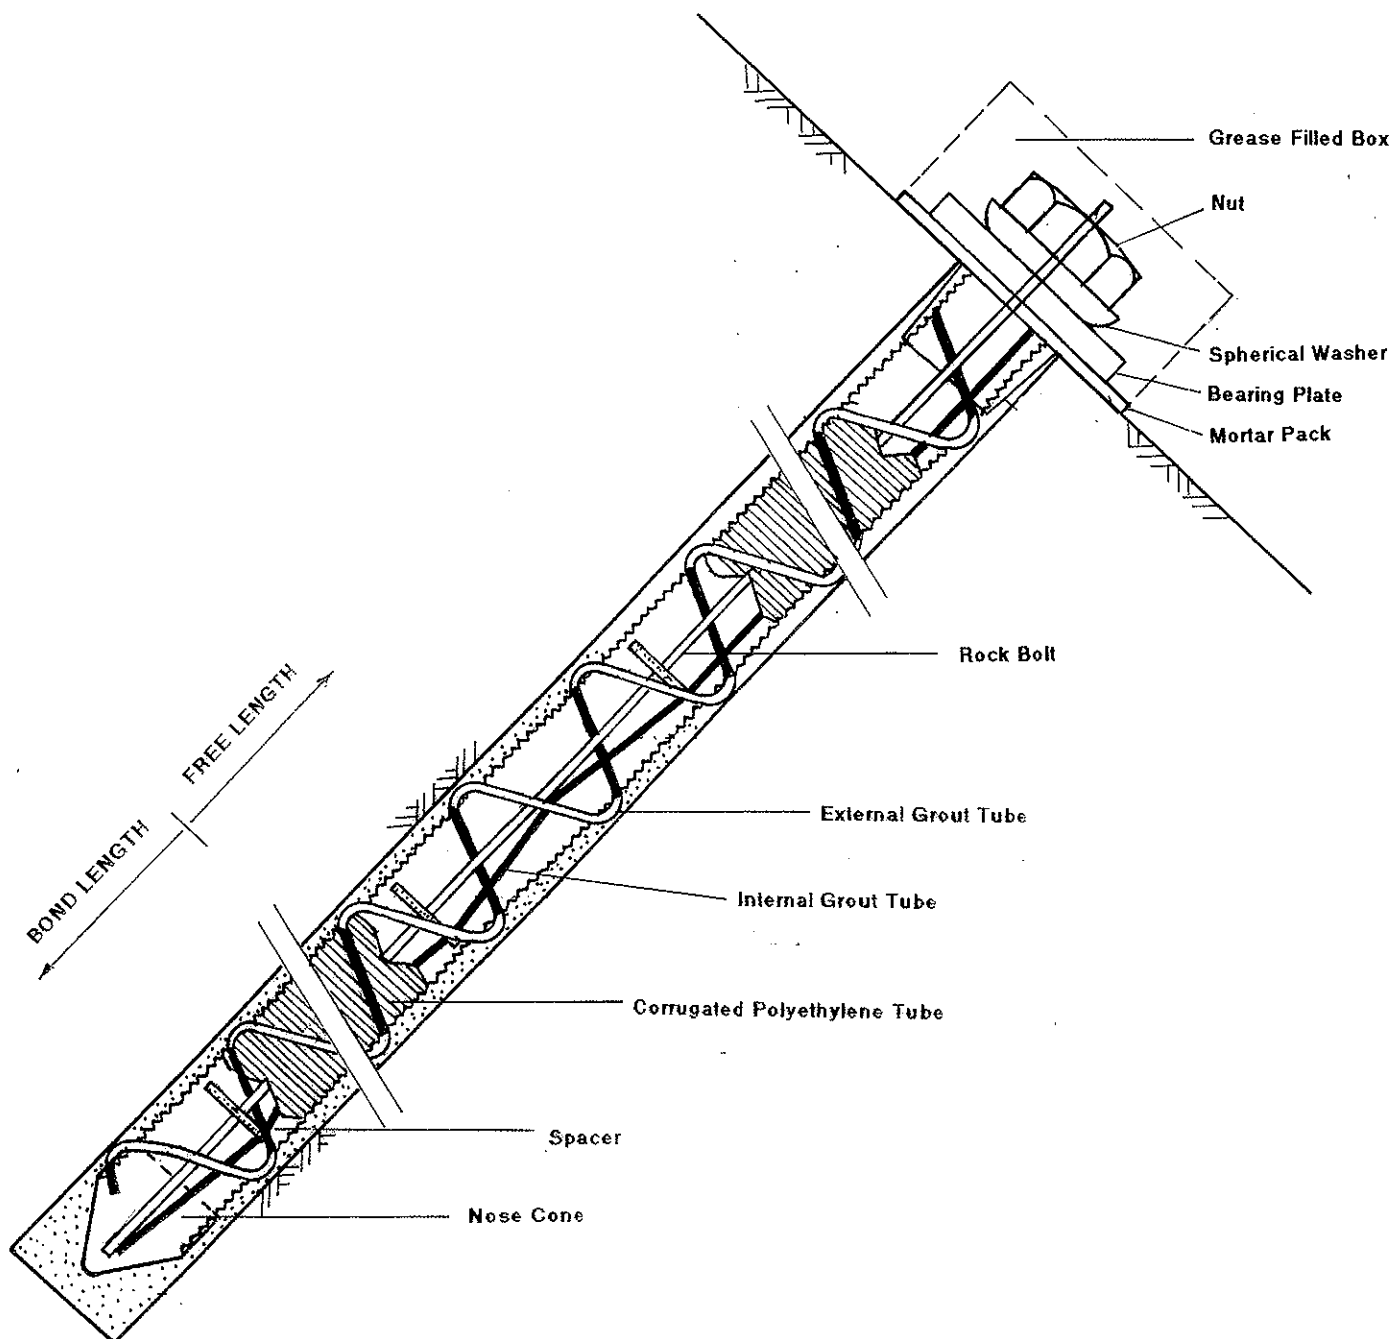 Grease Filled Box
Nut
Spherical Washer
Bearing Plate
Mortar Pack
Rock Bolt
FREE LENGTH
External Grout Tube
BOND LENGTH
Internal Grout Tube
Corrugated Polyethylene Tube
Spacer
Nose Cone